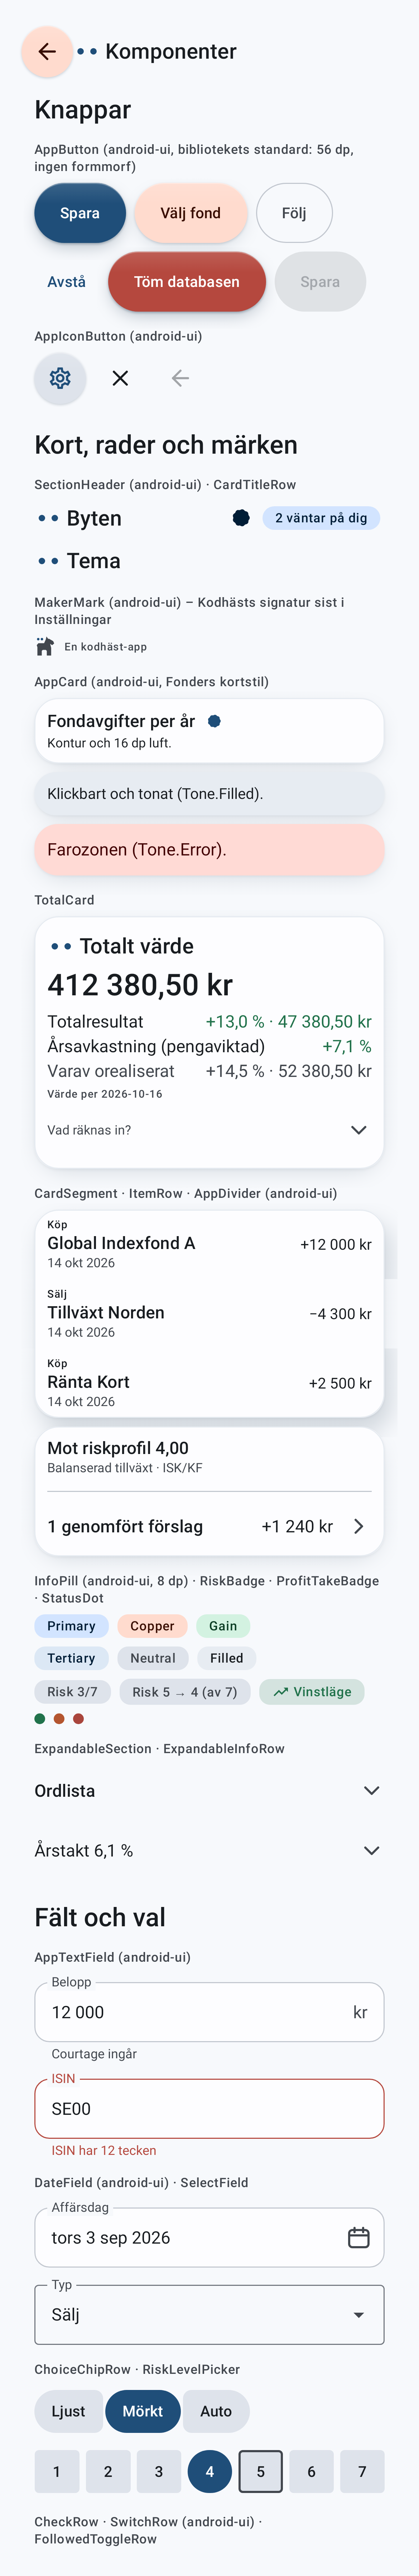 Komponenter
Knappar
AppButton (android-ui, bibliotekets standard: 56 dp,
ingen formmorf)
Spara
Välj fond
Följ
Avstå
Töm databasen
Spara
AppIconButton (android-ui)
Kort, rader och märken
SectionHeader (android-ui) · CardTitleRow
Byten
2 väntar på dig
Tema
MakerMark (android-ui) – Kodhästs signatur sist i
Inställningar
En kodhäst-app
AppCard (android-ui, Fonders kortstil)
Fondavgifter per år
Kontur och 16 dp luft.
Klickbart och tonat (Tone.Filled).
Farozonen (Tone.Error).
TotalCard
Totalt värde
412 380,50 kr
Totalresultat +13,0 % · 47 380,50 kr
Årsavkastning (pengaviktad) +7,1 %
Varav orealiserat +14,5 % · 52 380,50 kr
Värde per 2026-10-16
Vad räknas in?
CardSegment · ItemRow · AppDivider (android-ui)
Köp
Global Indexfond A +12 000 kr
14 okt 2026
Sälj
Tillväxt Norden −4 300 kr
14 okt 2026
Köp
Ränta Kort +2 500 kr
14 okt 2026
Mot riskprofil 4,00
Balanserad tillväxt · ISK/KF
1 genomfört förslag +1 240 kr
InfoPill (android-ui, 8 dp) · RiskBadge · ProfitTakeBadge
· StatusDot
Primary
Copper
Gain
Tertiary
Neutral
Filled
Risk 3/7
Risk 5 → 4 (av 7)
Vinstläge
ExpandableSection · ExpandableInfoRow
Ordlista
Årstakt 6,1 %
Fält och val
AppTextField (android-ui)
Belopp
12 000 kr
Courtage ingår
ISIN
SE00
ISIN har 12 tecken
DateField (android-ui) · SelectField
Affärsdag
tors 3 sep 2026
Typ
Sälj
ChoiceChipRow · RiskLevelPicker
Ljust
Mörkt
Auto
1 2 3 4 5 6 7
CheckRow · SwitchRow (android-ui) ·
FollowedToggleRow